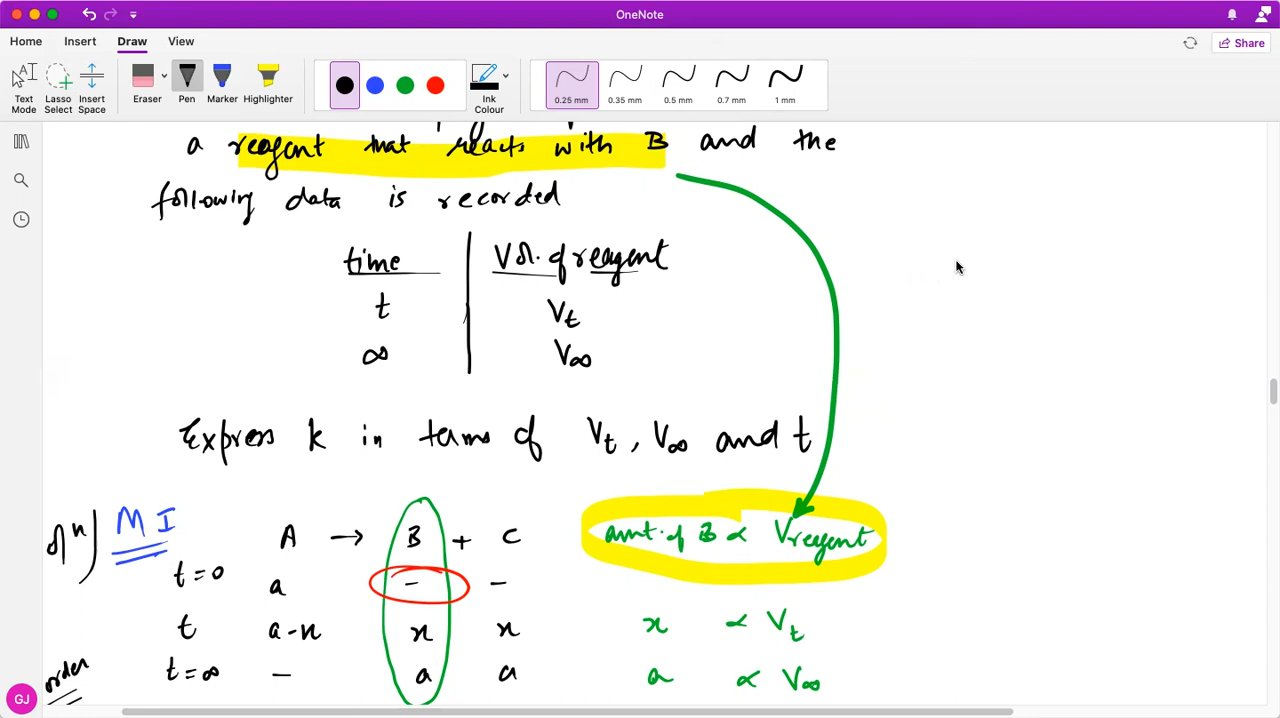 OneNote
Home Insert Draw View
Share
Text Mode
Lasso Select
Insert Space
Eraser
Pen
Marker
Highlighter
Ink Colour
0.25 mm 0.35 mm 0.5 mm 0.7 mm 1 mm
a reagent that reacts with B and the
following data is recorded
time Vol. of reagent
t Vt
∞ V∞
Express k in terms of Vt, V∞ and t
MI A → B + C amt. of B ∝ Vreagent
t=0 a - -
t a-x x x x ∝ Vt
order t=∞ - a a a ∝ V∞
GJ